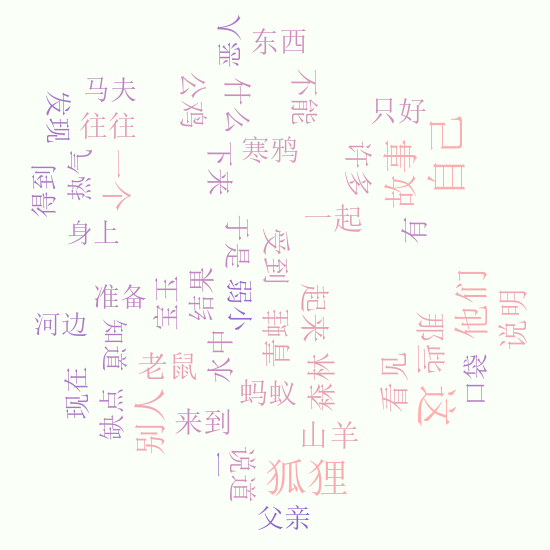 恶人
东西
马夫
公鸡
什么
不能
发现
往往
只好
自己
寒鸦
下来
许多
故事
得到
热气
一个
一起
有
身上
于是
受到
宝玉
结果
弱小
准备
起来
他们
说明
河边
知道
水中
那些
老鼠
森林
看见
口袋
现在
缺点
蚂蚁
这
别人
来到
山羊
说道
一
狐狸
父亲